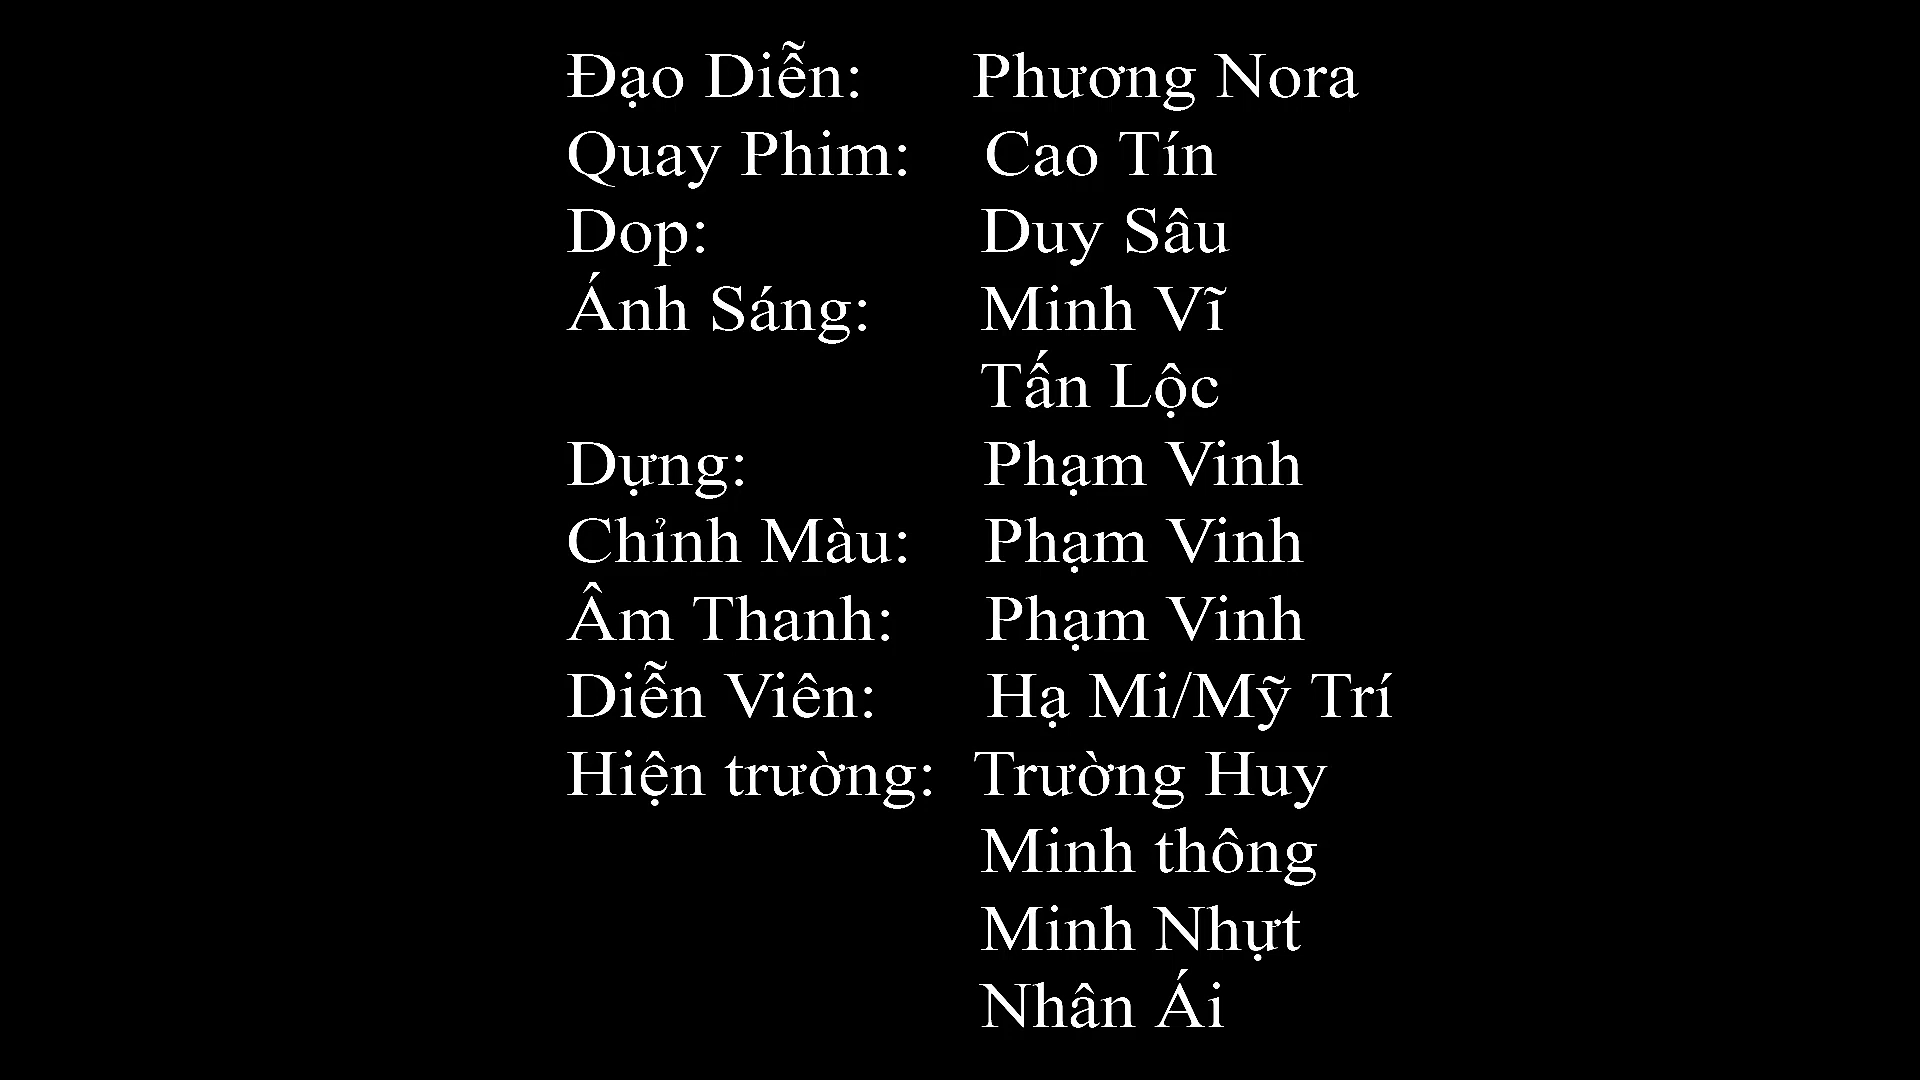 Đạo Diễn: Phương Nora
Quay Phim: Cao Tín
Dop: Duy Sâu
Ánh Sáng: Minh Vĩ
Tấn Lộc
Dựng: Phạm Vinh
Chỉnh Màu: Phạm Vinh
Âm Thanh: Phạm Vinh
Diễn Viên: Hạ Mi/Mỹ Trí
Hiện trường: Trường Huy
Minh thông
Minh Nhựt
Nhân Ái